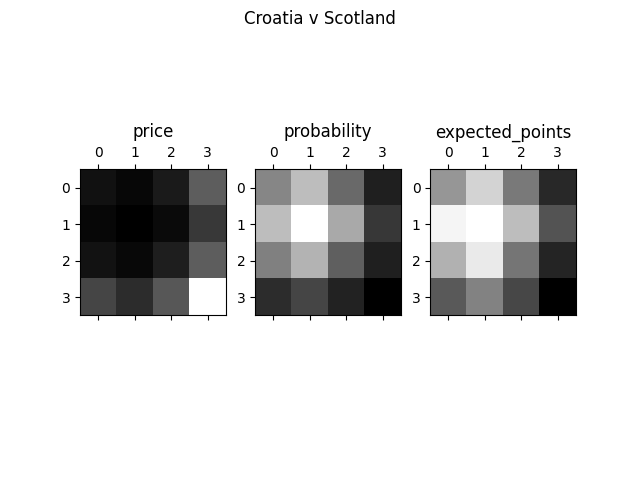 Croatia v Scotland
price probability expected_points
0 1 2 3 0 1 2 3 0 1 2 3
0 0 0
1 1 1
2 2 2
3 3 3